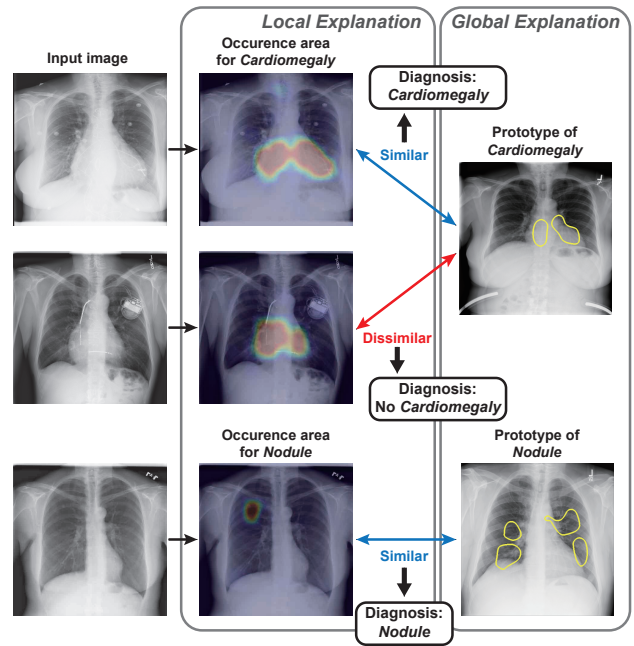 Local Explanation
Global Explanation
Input image
Occurence area
for Cardiomegaly
Diagnosis:
Cardiomegaly
Similar
Prototype of
Cardiomegaly
Dissimilar
Diagnosis:
No Cardiomegaly
Occurence area
for Nodule
Prototype of
Nodule
Similar
Diagnosis:
Nodule